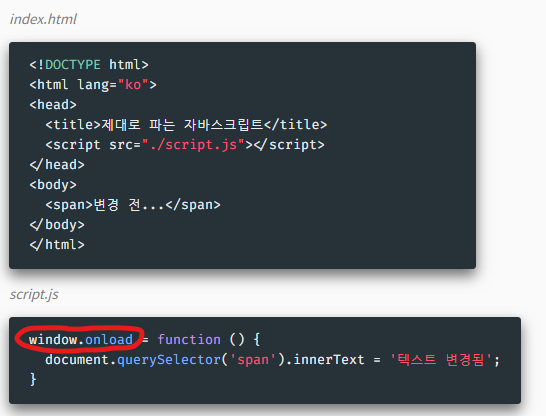 index.html
<!DOCTYPE html>
<html lang="ko">
<head>
  <title>제대로 파는 자바스크립트</title>
  <script src="./script.js"></script>
</head>
<body>
  <span>변경 전...</span>
</body>
</html>
script.js
window.onload = function () {
  document.querySelector('span').innerText = '텍스트 변경됨';
}